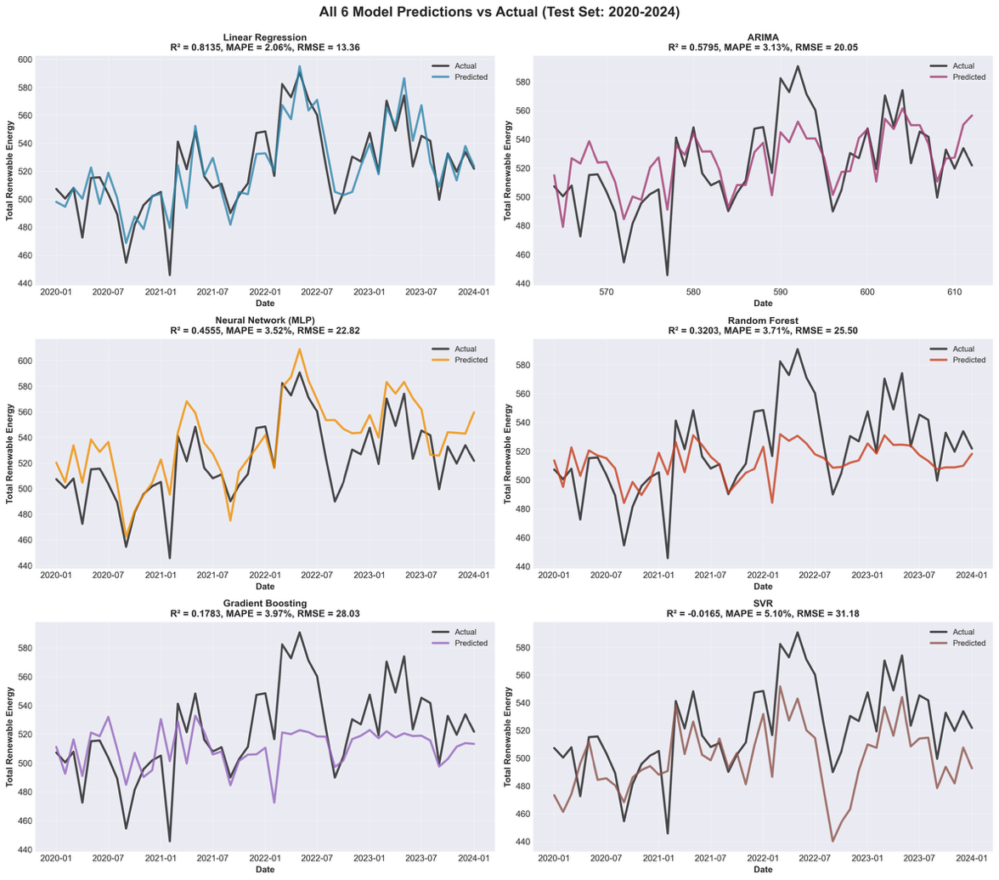 All 6 Model Predictions vs Actual (Test Set: 2020-2024)
Linear Regression
R² = 0.8135, MAPE = 2.06%, RMSE = 13.36
Total Renewable Energy
600
580
560
540
520
500
480
460
440
Actual
Predicted
2020-01 2020-07 2021-01 2021-07 2022-01 2022-07 2023-01 2023-07 2024-01
Date
ARIMA
R² = 0.5795, MAPE = 3.13%, RMSE = 20.05
Total Renewable Energy
580
560
540
520
500
480
460
440
Actual
Predicted
570 580 590 600 610
Date
Neural Network (MLP)
R² = 0.4555, MAPE = 3.52%, RMSE = 22.82
Total Renewable Energy
600
580
560
540
520
500
480
460
440
Actual
Predicted
2020-01 2020-07 2021-01 2021-07 2022-01 2022-07 2023-01 2023-07 2024-01
Date
Random Forest
R² = 0.3203, MAPE = 3.71%, RMSE = 25.50
Total Renewable Energy
580
560
540
520
500
480
460
440
Actual
Predicted
2020-01 2020-07 2021-01 2021-07 2022-01 2022-07 2023-01 2023-07 2024-01
Date
Gradient Boosting
R² = 0.1783, MAPE = 3.97%, RMSE = 28.03
Total Renewable Energy
580
560
540
520
500
480
460
440
Actual
Predicted
2020-01 2020-07 2021-01 2021-07 2022-01 2022-07 2023-01 2023-07 2024-01
Date
SVR
R² = -0.0165, MAPE = 5.10%, RMSE = 31.18
Total Renewable Energy
580
560
540
520
500
480
460
440
Actual
Predicted
2020-01 2020-07 2021-01 2021-07 2022-01 2022-07 2023-01 2023-07 2024-01
Date